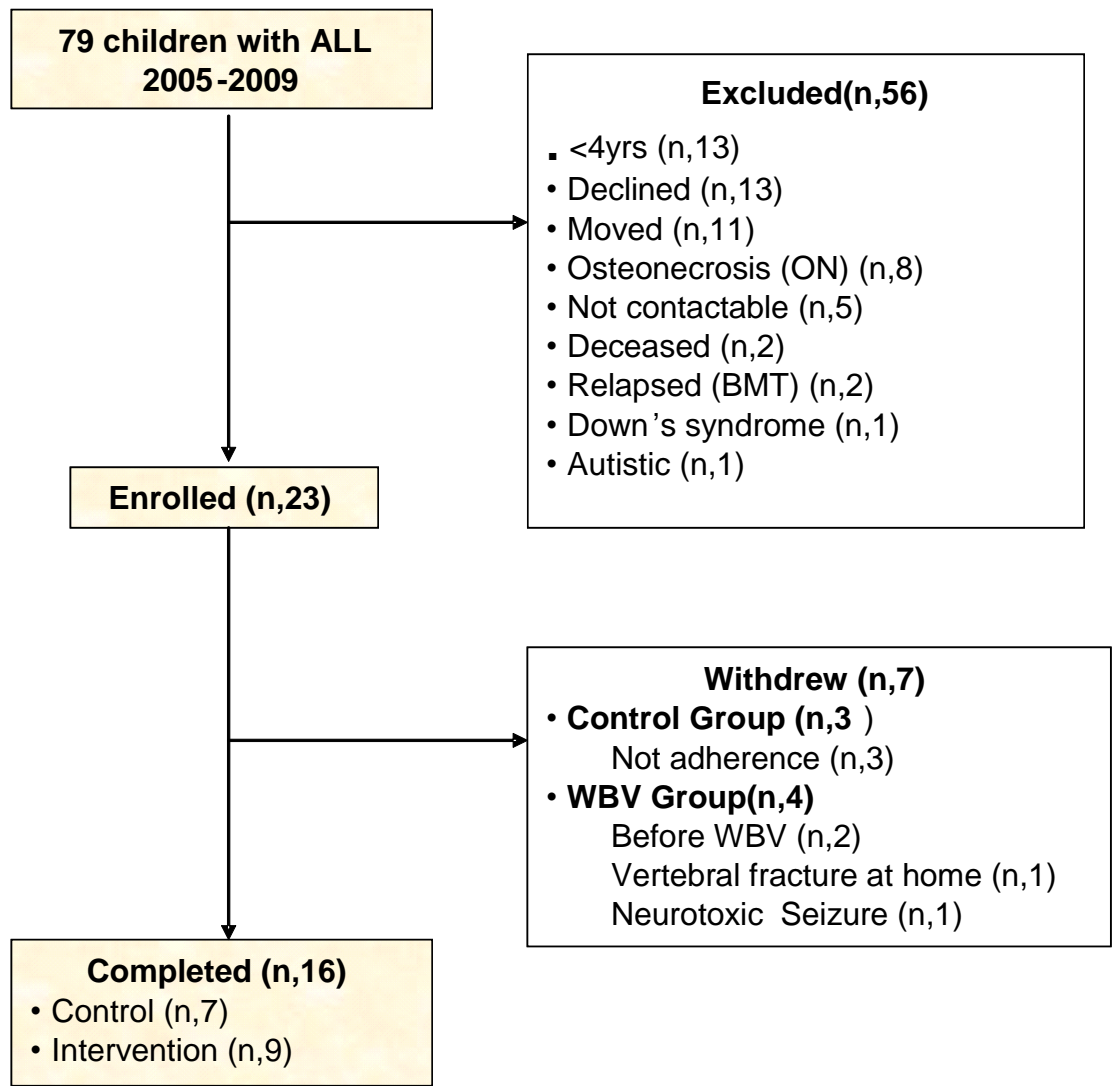 79 children with ALL
2005-2009
Excluded(n,56)
. <4yrs (n,13)
• Declined (n,13)
• Moved (n,11)
• Osteonecrosis (ON) (n,8)
• Not contactable (n,5)
• Deceased (n,2)
• Relapsed (BMT) (n,2)
• Down’s syndrome (n,1)
• Autistic (n,1)
Enrolled (n,23)
Withdrew (n,7)
• Control Group (n,3 )
Not adherence (n,3)
• WBV Group(n,4)
Before WBV (n,2)
Vertebral fracture at home (n,1)
Neurotoxic Seizure (n,1)
Completed (n,16)
• Control (n,7)
• Intervention (n,9)